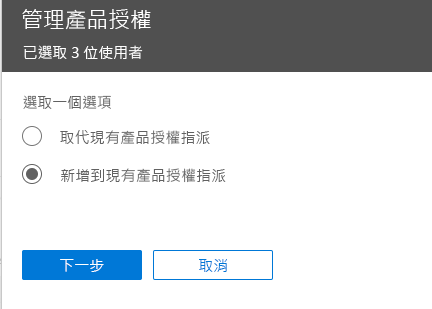 管理產品授權
已選取 3 位使用者
選取一個選項
取代現有產品授權指派
新增到現有產品授權指派
下一步
取消